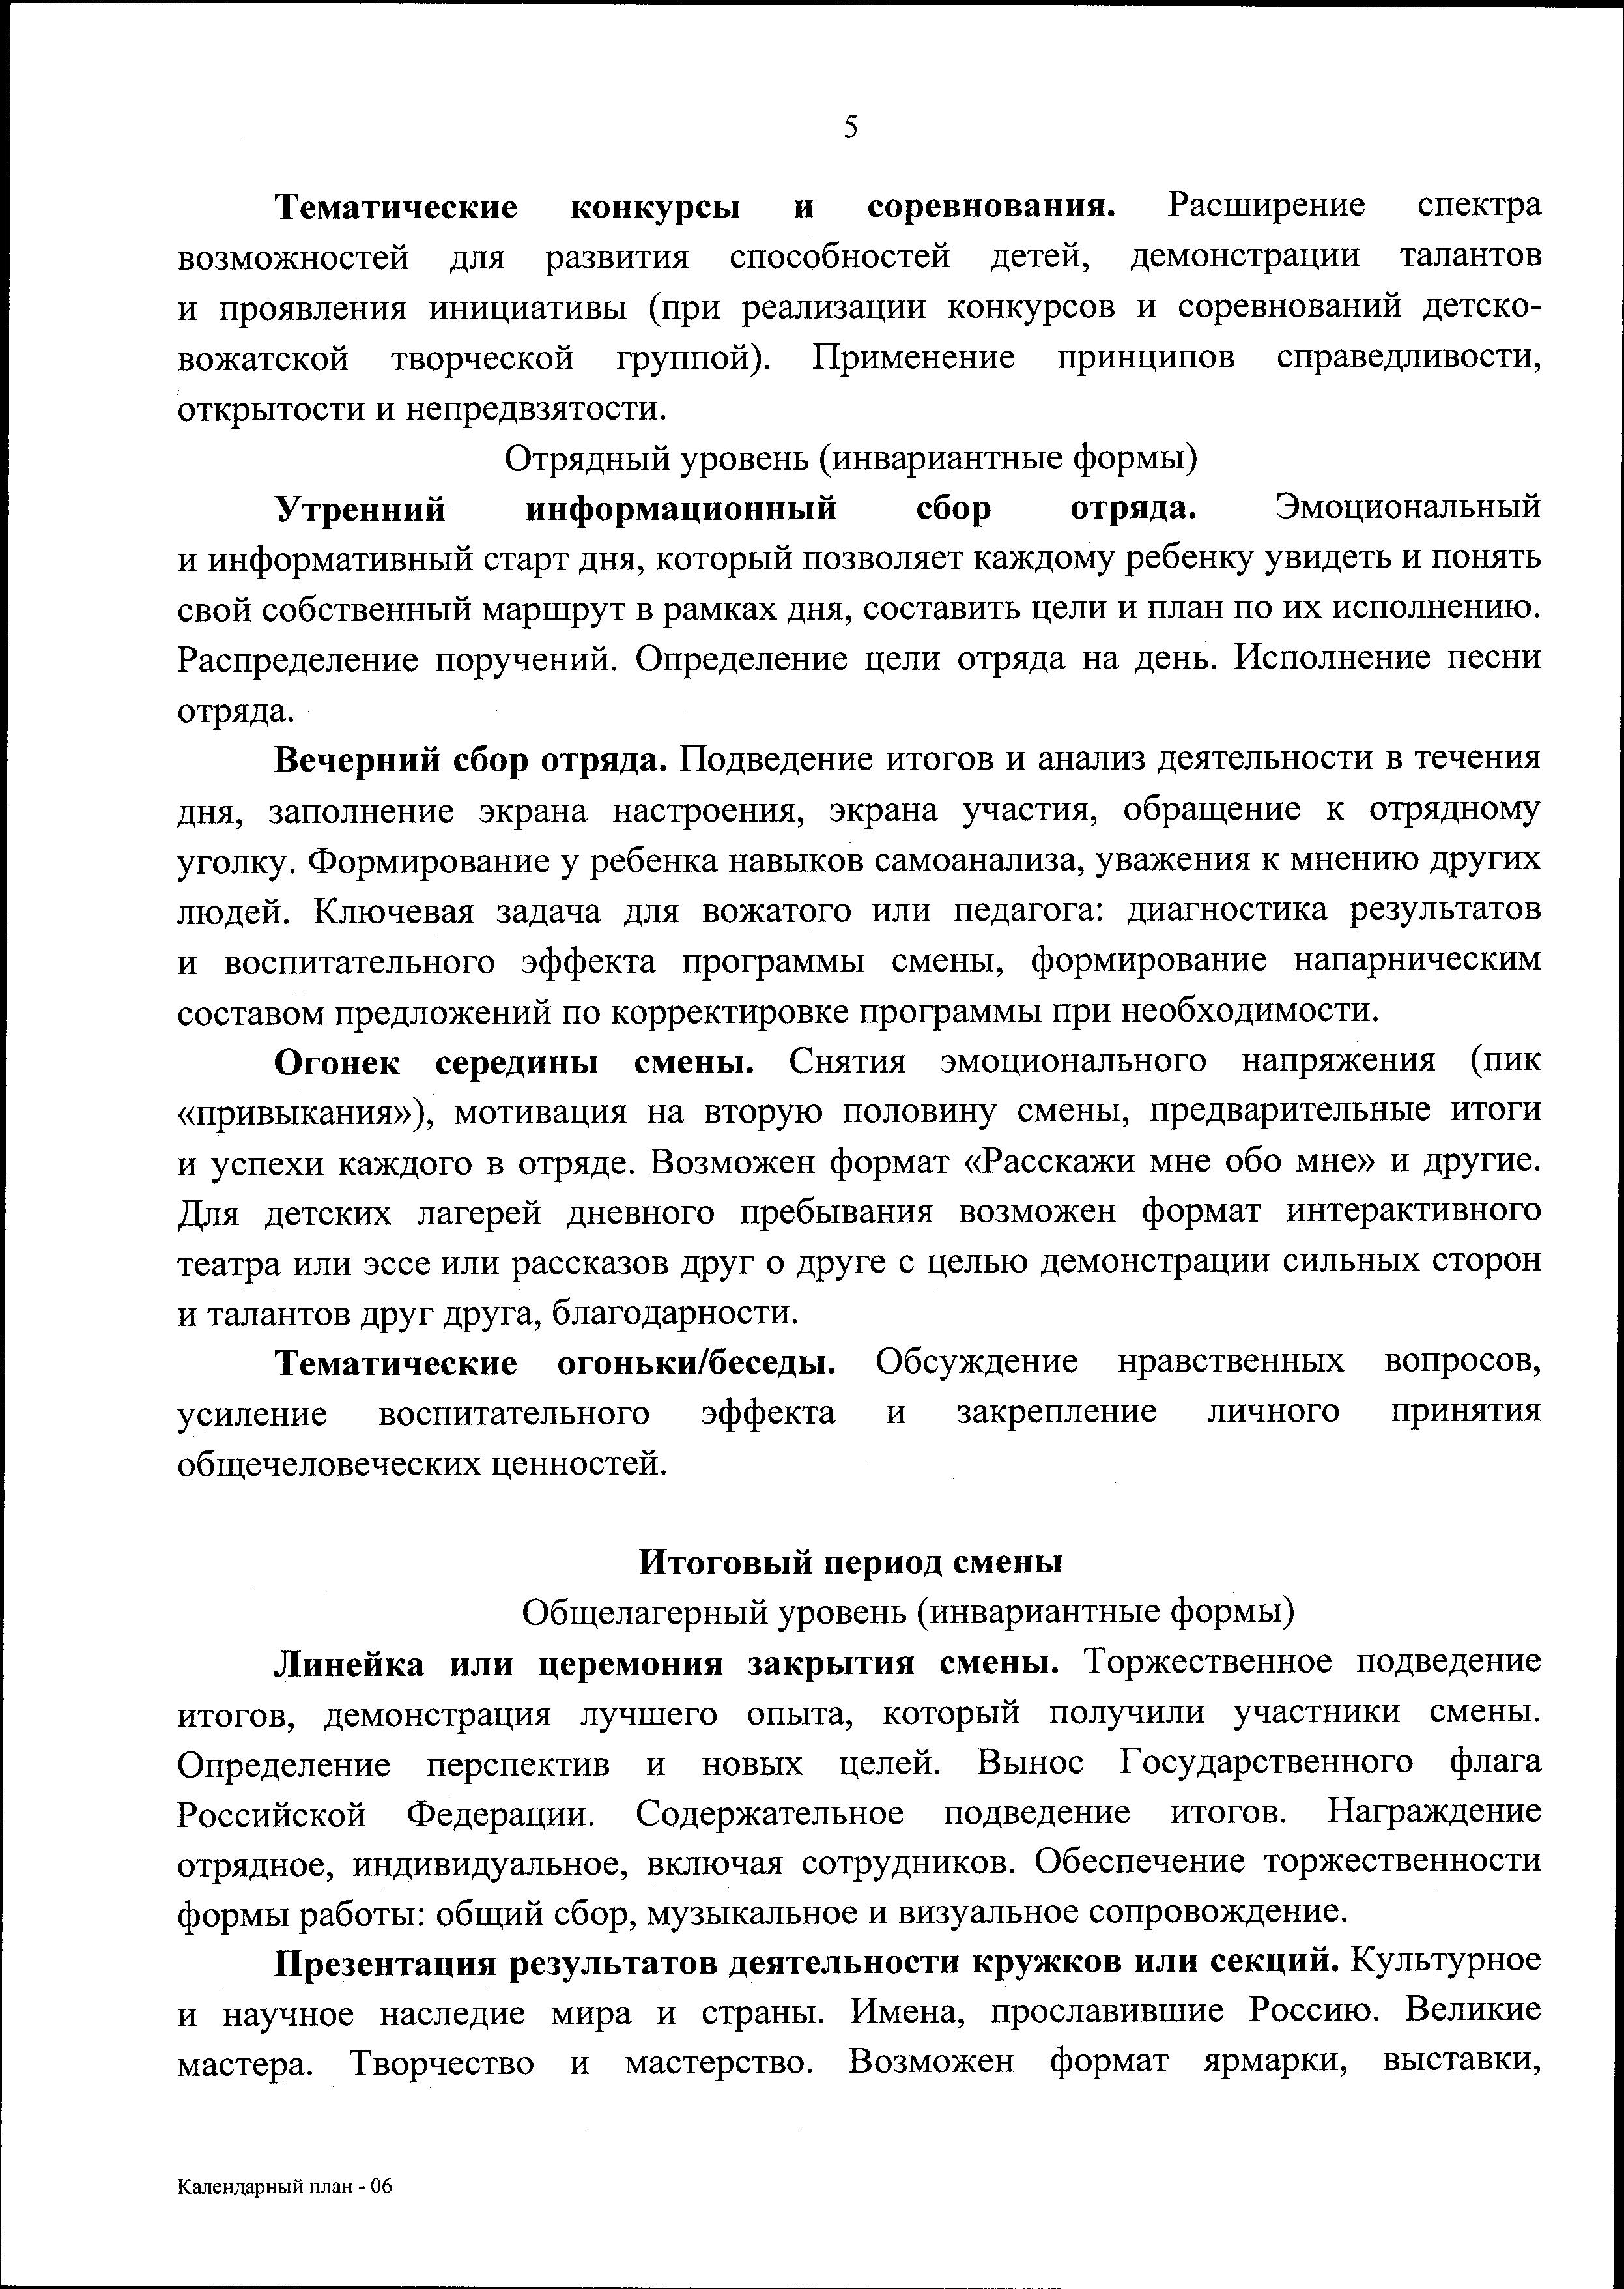 5
Тематические конкурсы и соревнования. Расширение спектра
возможностей для развития способностей детей, демонстрации талантов
и проявления инициативы (при реализации конкурсов и соревнований детско-
вожатской творческой группой). Применение принципов справедливости,
открытости и непредвзятости.
Отрядный уровень (инвариантные формы)
Утренний информационный сбор отряда. Эмоциональный
и информативный старт дня, который позволяет каждому ребенку увидеть и понять
свой собственный маршрут в рамках дня, составить цели и план по их исполнению.
Распределение поручений. Определение цели отряда на день. Исполнение песни
отряда.
Вечерний сбор отряда. Подведение итогов и анализ деятельности в течения
дня, заполнение экрана настроения, экрана участия, обращение к отрядному
уголку. Формирование у ребенка навыков самоанализа, уважения к мнению других
людей. Ключевая задача для вожатого или педагога: диагностика результатов
и воспитательного эффекта программы смены, формирование напарническим
составом предложений по корректировке программы при необходимости.
Огонек середины смены. Снятия эмоционального напряжения (пик
«привыкания»), мотивация на вторую половину смены, предварительные итоги
и успехи каждого в отряде. Возможен формат «Расскажи мне обо мне» и другие.
Для детских лагерей дневного пребывания возможен формат интерактивного
театра или эссе или рассказов друг о друге с целью демонстрации сильных сторон
и талантов друг друга, благодарности.
Тематические огоньки/беседы. Обсуждение нравственных вопросов,
усиление воспитательного эффекта и закрепление личного принятия
общечеловеческих ценностей.
Итоговый период смены
Общелагерный уровень (инвариантные формы)
Линейка или церемония закрытия смены. Торжественное подведение
итогов, демонстрация лучшего опыта, который получили участники смены.
Определение перспектив и новых целей. Вынос Государственного флага
Российской Федерации. Содержательное подведение итогов. Награждение
отрядное, индивидуальное, включая сотрудников. Обеспечение торжественности
формы работы: общий сбор, музыкальное и визуальное сопровождение.
Презентация результатов деятельности кружков или секций. Культурное
и научное наследие мира и страны. Имена, прославившие Россию. Великие
мастера. Творчество и мастерство. Возможен формат ярмарки, выставки,
Календарный план - 06